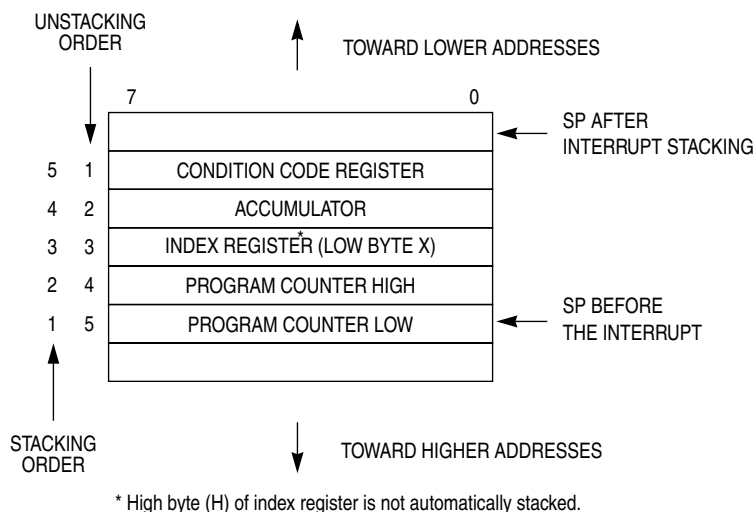 UNSTACKING
ORDER
TOWARD LOWER ADDRESSES
7 0
SP AFTER
INTERRUPT STACKING
5 1 CONDITION CODE REGISTER
4 2 ACCUMULATOR
3 3 INDEX REGISTER (LOW BYTE X)*
2 4 PROGRAM COUNTER HIGH
1 5 PROGRAM COUNTER LOW
SP BEFORE
THE INTERRUPT
STACKING
ORDER
TOWARD HIGHER ADDRESSES
* High byte (H) of index register is not automatically stacked.